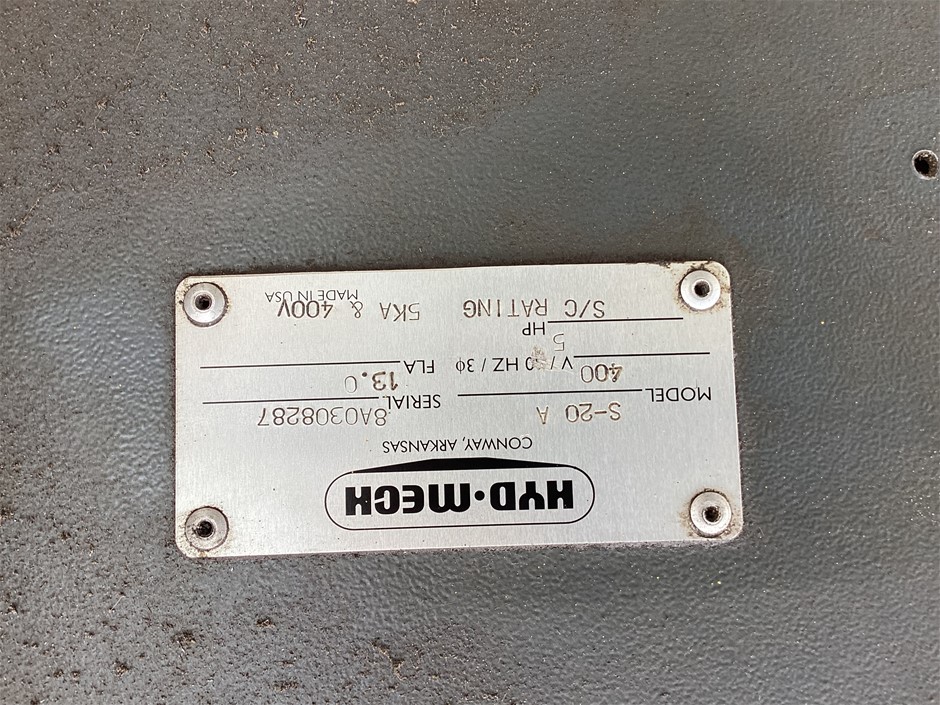 HYD·MECH
CONWAY, ARKANSAS
MODEL S-20 A SERIAL 8A0308287
400 V / HZ / 3Φ FLA 13.0
5 HP
S/C RATING 5KA & 400V
MADE IN USA